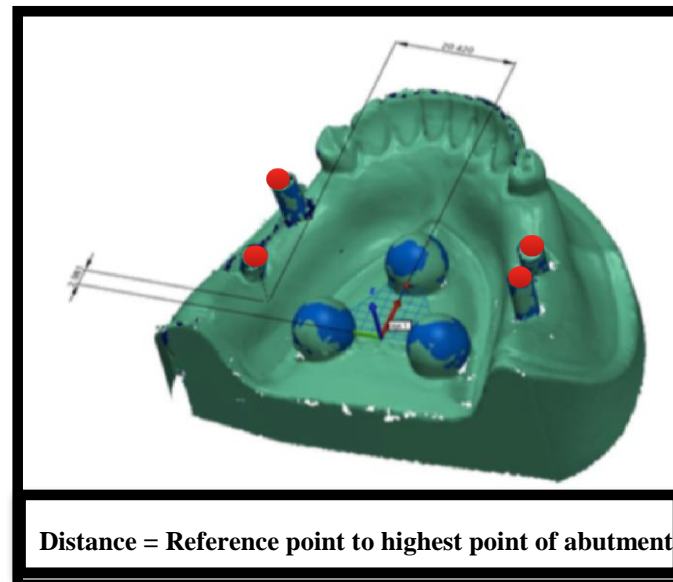 20.420
Distance = Reference point to highest point of abutment